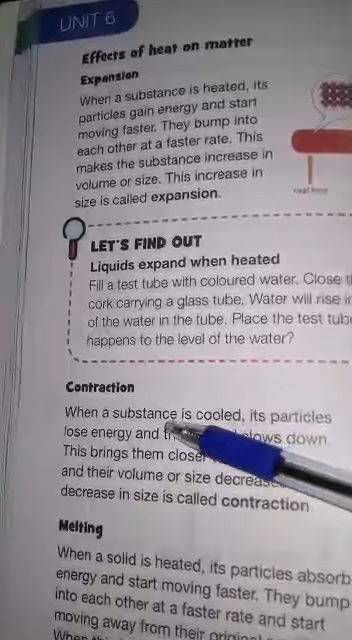 UNIT 6
Effects of heat on matter
Expansion
When a substance is heated, its
particles gain energy and start
moving faster. They bump into
each other at a faster rate. This
makes the substance increase in
volume or size. This increase in
size is called expansion.
LET'S FIND OUT
Liquids expand when heated
Fill a test tube with coloured water. Close
cork carrying a glass tube. Water will rise
of the water in the tube. Place the test tube
happens to the level of the water?
Contraction
When a substance is cooled, its particles
lose energy and slows down.
This brings them closer
and their volume or size
decrease in size is called contraction
Melting
When a solid is heated, its particles absorb
energy and start moving faster. They bump
into each other at a faster rate and start
moving away from their
When